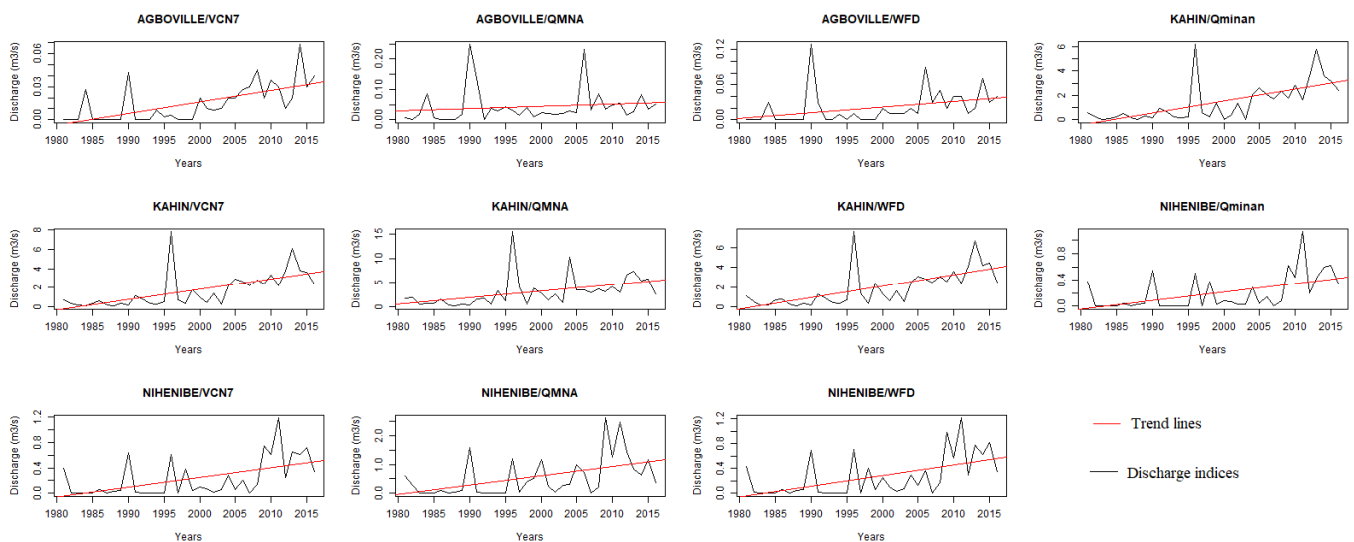 AGBOVILLE/VCN7
Discharge (m3/s)
0.00 0.03 0.06
1980 1985 1990 1995 2000 2005 2010 2015
Years
AGBOVILLE/QMNA
Discharge (m3/s)
0.00 0.10 0.20
1980 1985 1990 1995 2000 2005 2010 2015
Years
AGBOVILLE/WFD
Discharge (m3/s)
0.00 0.06 0.12
1980 1985 1990 1995 2000 2005 2010 2015
Years
KAHIN/Qminan
Discharge (m3/s)
0 2 4 6
1980 1985 1990 1995 2000 2005 2010 2015
Years
KAHIN/VCN7
Discharge (m3/s)
0 2 4 6 8
1980 1985 1990 1995 2000 2005 2010 2015
Years
KAHIN/QMNA
Discharge (m3/s)
0 5 10 15
1980 1985 1990 1995 2000 2005 2010 2015
Years
KAHIN/WFD
Discharge (m3/s)
0 2 4 6
1980 1985 1990 1995 2000 2005 2010 2015
Years
NIHENIBE/Qminan
Discharge (m3/s)
0.0 0.4 0.8
1980 1985 1990 1995 2000 2005 2010 2015
Years
NIHENIBE/VCN7
Discharge (m3/s)
0.0 0.4 0.8 1.2
1980 1985 1990 1995 2000 2005 2010 2015
Years
NIHENIBE/QMNA
Discharge (m3/s)
0.0 1.0 2.0
1980 1985 1990 1995 2000 2005 2010 2015
Years
NIHENIBE/WFD
Discharge (m3/s)
0.0 0.4 0.8 1.2
1980 1985 1990 1995 2000 2005 2010 2015
Years
Trend lines
Discharge indices